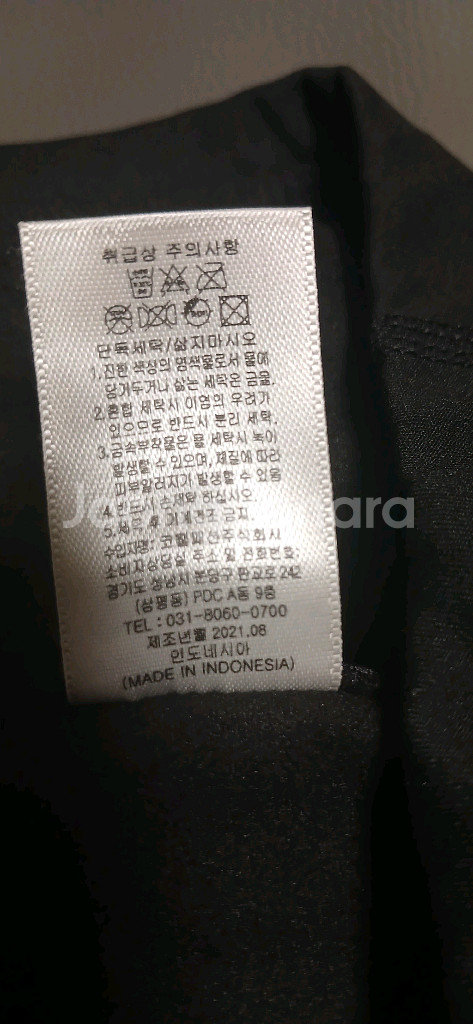 취급상 주의사항
단독세탁/삶지마시오
1. 진한 색상의 염색물로서 물에
담가두거나 삶는 세탁은 금함.
2. 혼합 세탁시 이염의 우려가
있으므로 반드시 분리 세탁.
3. 금속부착물은 물 세탁시 녹이
발생할 수 있으며, 체질에 따라
피부알러지가 발생할 수 있음
4. 반드시 손세탁 하십시오.
5. 세탁 후 기계건조 금지.
수입자명: 주식회사
소비자상담실 주소 및 전화번호:
경기도 성남시 분당구 판교로 242
(삼평동) PDC A동 9층
TEL : 031-8060-0700
제조년월 2021.08
인도네시아
(MADE IN INDONESIA)